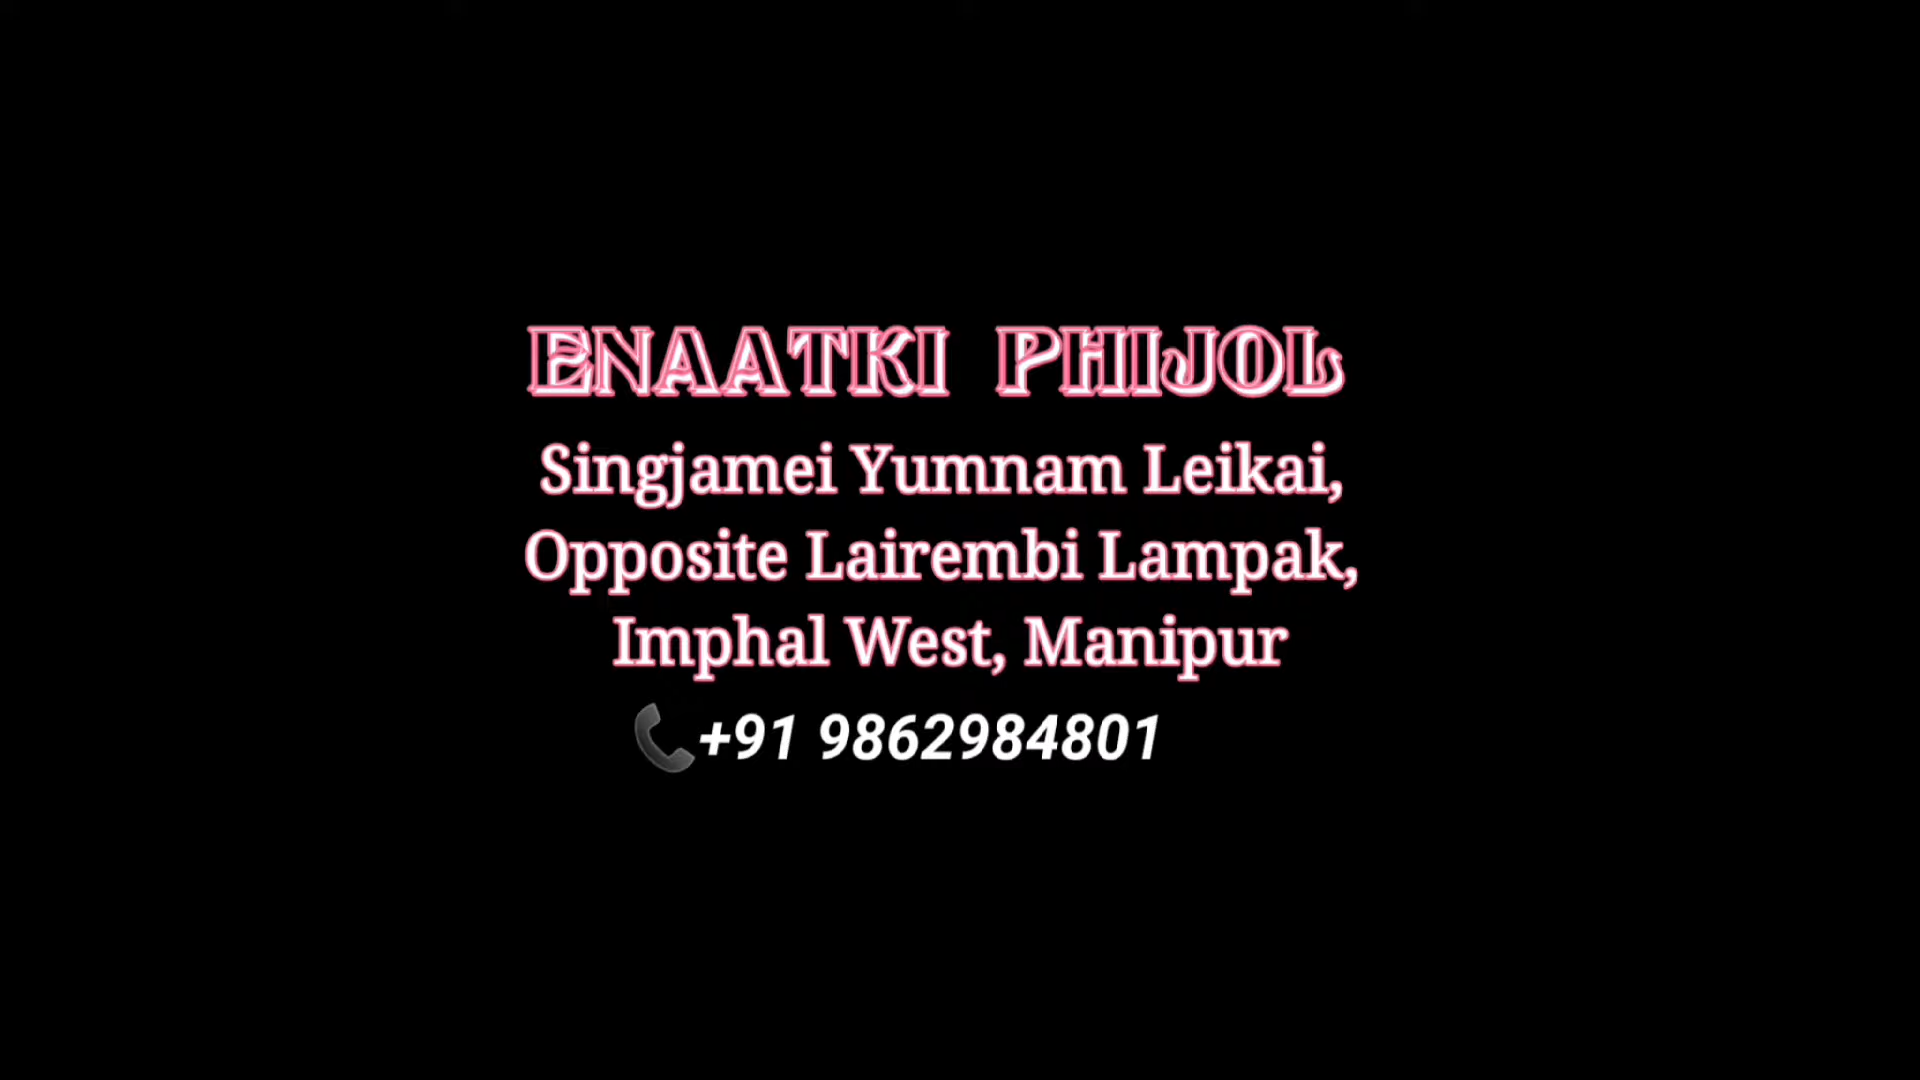 ENAATKI PHIJOL
Singjamei Yumnam Leikai,
Opposite Lairembi Lampak,
Imphal West, Manipur
📞+91 9862984801